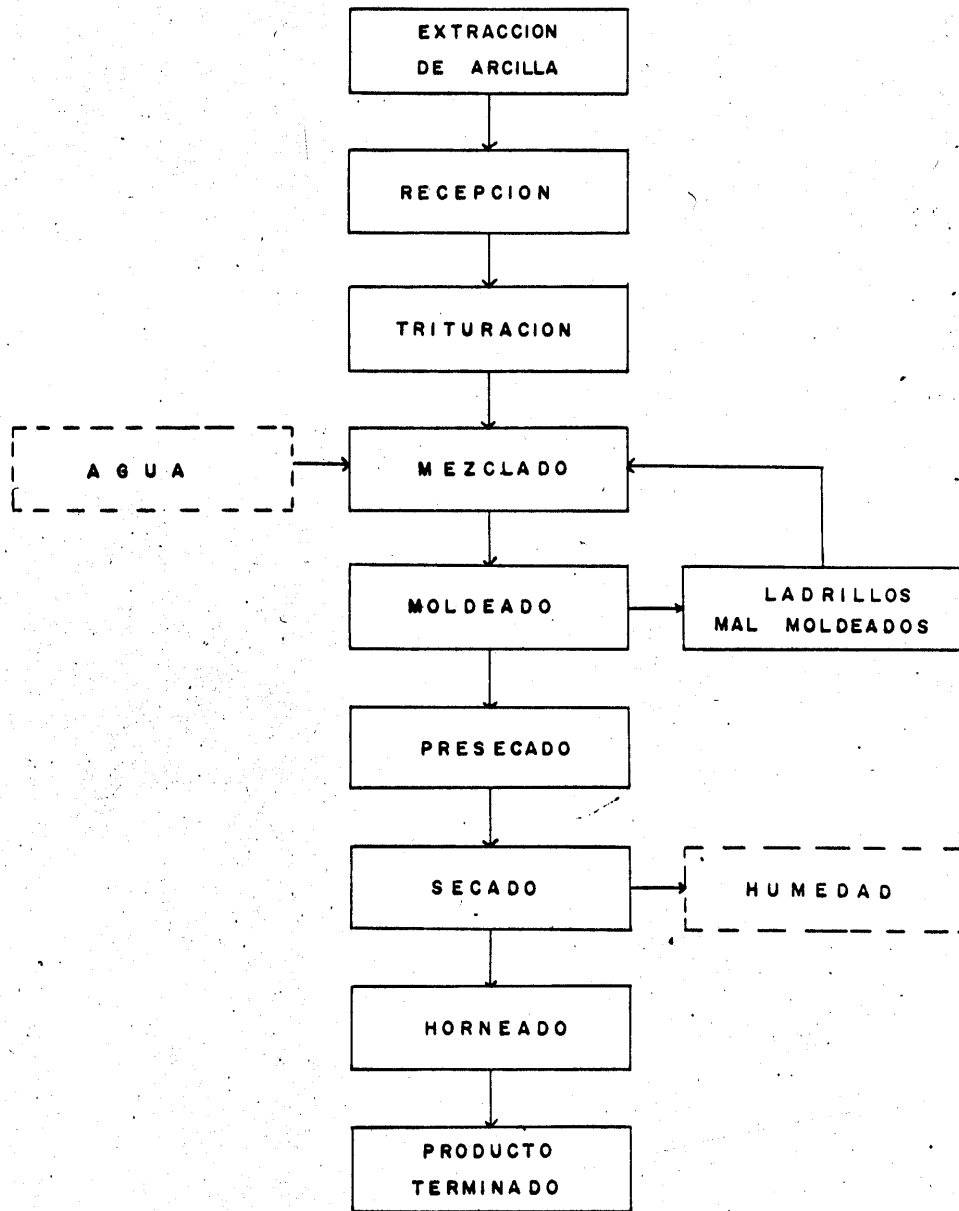 EXTRACCION
DE ARCILLA
RECEPCION
TRITURACION
AGUA
MEZCLADO
MOLDEADO
LADRILLOS
MAL MOLDEADOS
PRESECADO
SECADO
HUMEDAD
HORNEADO
PRODUCTO
TERMINADO